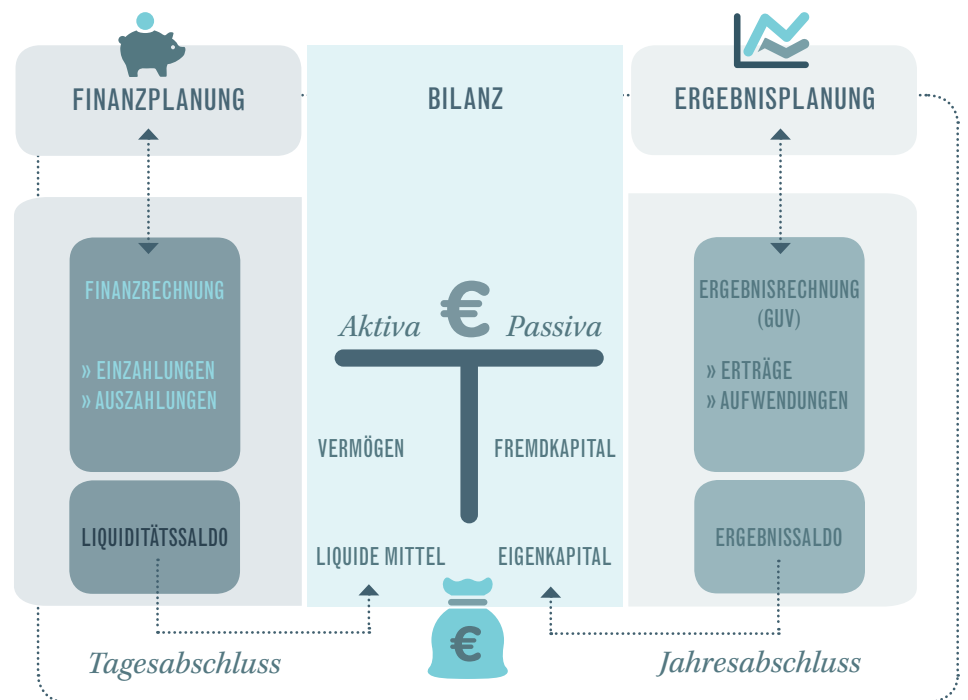 FINANZPLANUNG
BILANZ
ERGEBNISPLANUNG
FINANZRECHNUNG
» EINZAHLUNGEN
» AUSZAHLUNGEN
LIQUIDITÄTSSALDO
€
Aktiva
Passiva
VERMÖGEN
FREMDKAPITAL
LIQUIDE MITTEL
EIGENKAPITAL
€
ERGEBNISRECHNUNG
(GUV)
» ERTRÄGE
» AUFWENDUNGEN
ERGEBNISSALDO
Tagesabschluss
Jahresabschluss